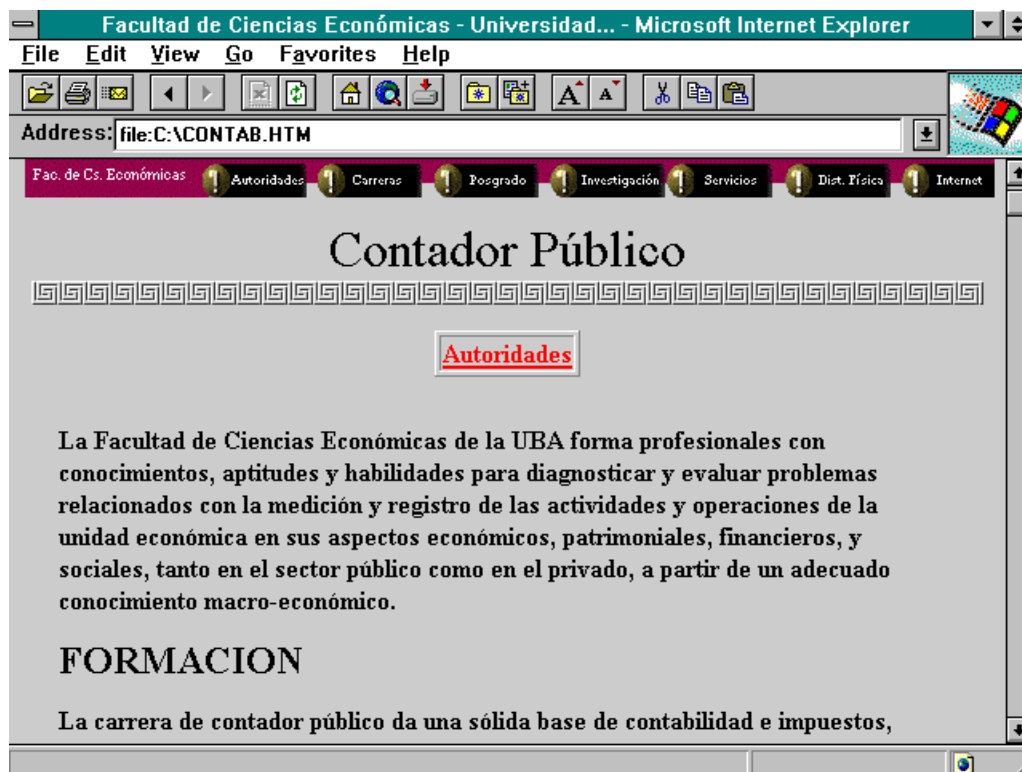 Facultad de Ciencias Económicas - Universidad... - Microsoft Internet Explorer
File Edit View Go Favorites Help
Address: file:C:\CONTAB.HTM
Fac. de Cs. Económicas Autoridades Carreras Posgrado Investigación Servicios Dist. Física Internet
Contador Público
Autoridades
La Facultad de Ciencias Económicas de la UBA forma profesionales con
conocimientos, aptitudes y habilidades para diagnosticar y evaluar problemas
relacionados con la medición y registro de las actividades y operaciones de la
unidad económica en sus aspectos económicos, patrimoniales, financieros, y
sociales, tanto en el sector público como en el privado, a partir de un adecuado
conocimiento macro-económico.
FORMACION
La carrera de contador público da una sólida base de contabilidad e impuestos,